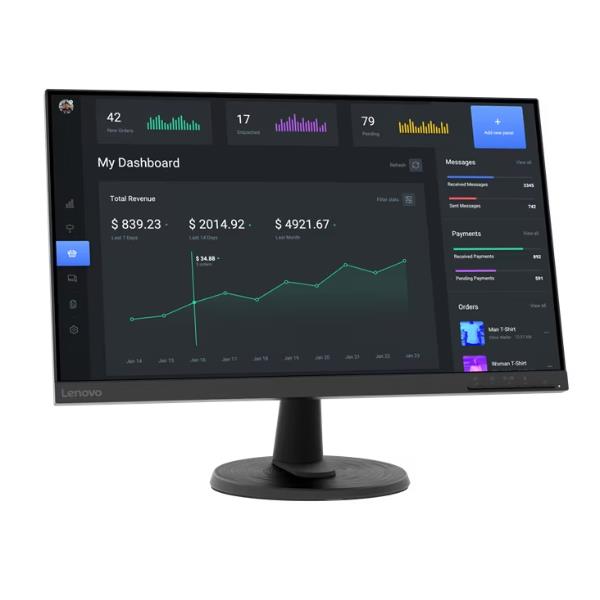 42
New Orders
17
79
Pending
+
Add new panel
My Dashboard
Refresh
Messages
View all
Received Messages 2345
Sent Messages 742
Total Revenue
Filter stats
$ 839.23
Last 7 Days
$ 2014.92
Last 14 Days
$ 4921.67
Last Month
$ 34.88
3 orders
Payments
View all
Received Payments 892
Pending Payments 591
Jan 14 Jan 15 Jan 16 Jan 17 Jan 18 Jan 19 Jan 20 Jan 21 Jan 22 Jan 23
Orders
View all
Man T-Shirt
Woman T-Shirt
Lenovo